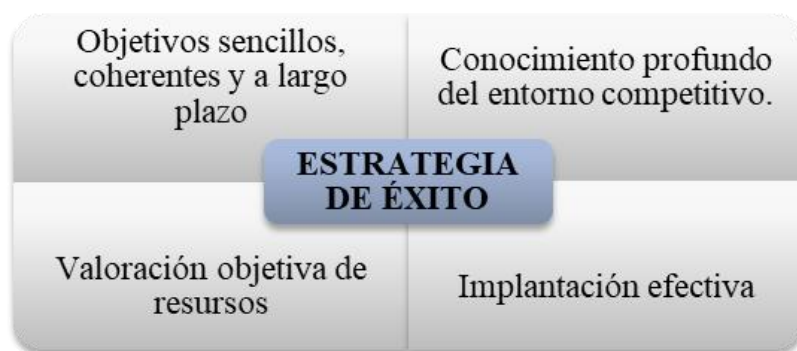 Objetivos sencillos,
coherentes y a largo
plazo
Conocimiento profundo
del entorno competitivo.
ESTRATEGIA
DE ÉXITO
Valoración objetiva de
resursos
Implantación efectiva